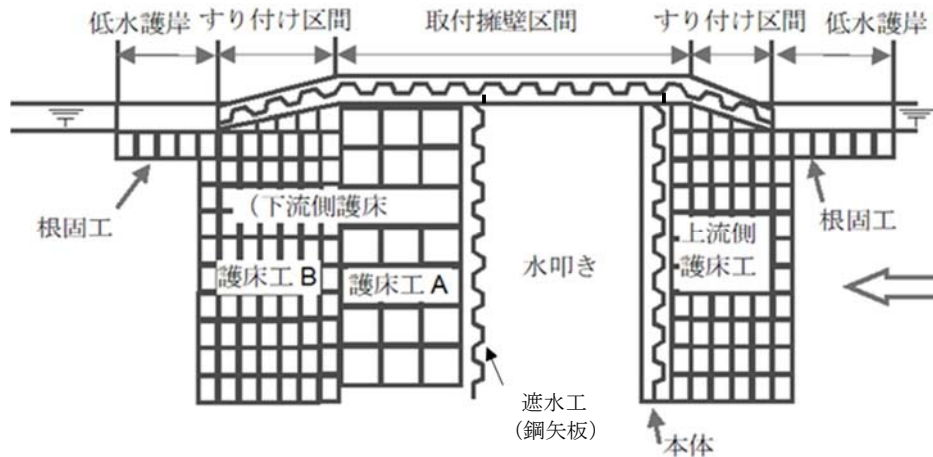 低水護岸
すり付け区間
取付擁壁区間
すり付け区間
低水護岸
根固工
(下流側護床
護床工 B
護床工 A
水叩き
上流側
護床工
根固工
遮水工
(鋼矢板)
本体